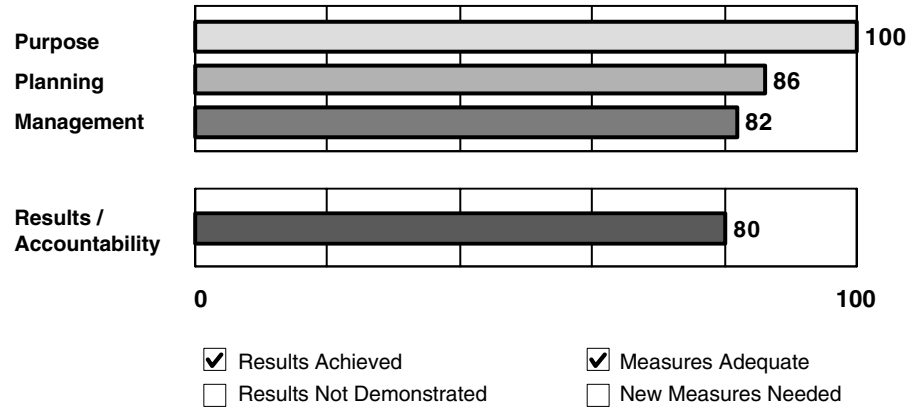 Purpose 100
Planning 86
Management 82
Results /
Accountability 80
0 100
Results Achieved Measures Adequate
Results Not Demonstrated New Measures Needed